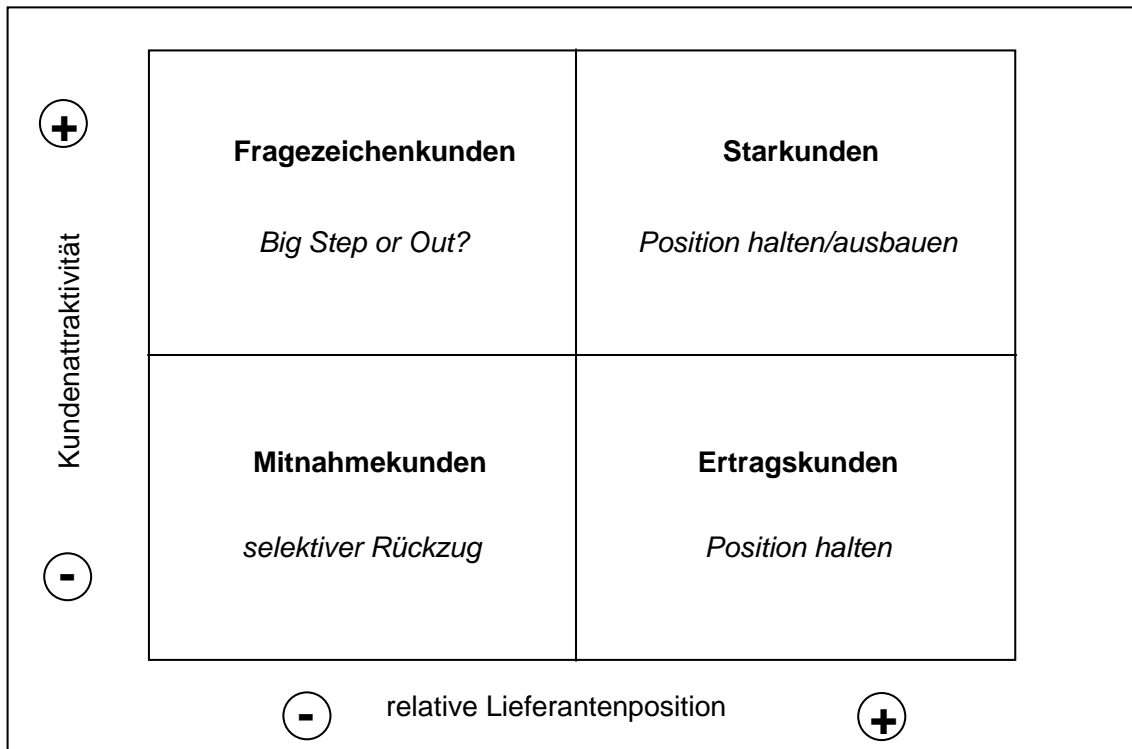 +
Fragezeichenkunden
Starkunden
Big Step or Out?
Position halten/ausbauen
Kundenattraktivität
Mitnahmekunden
Ertragskunden
selektiver Rückzug
Position halten
-
- relative Lieferantenposition +